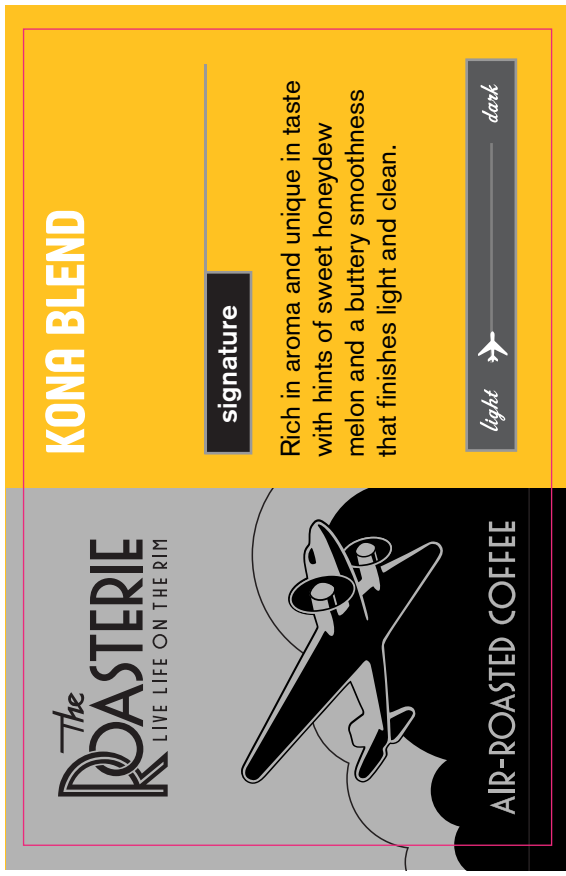 The
ROASTERIE
LIVE LIFE ON THE RIM
AIR-ROASTED COFFEE
KONA BLEND
signature
Rich in aroma and unique in taste
with hints of sweet honeydew
melon and a buttery smoothness
that finishes light and clean.
light
dark